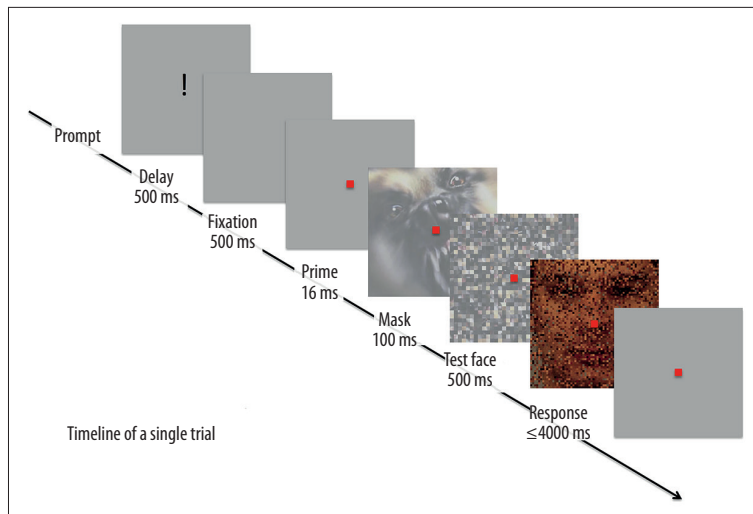 !
Prompt
Delay
500 ms
Fixation
500 ms
Prime
16 ms
Mask
100 ms
Test face
500 ms
Response
≤4000 ms
Timeline of a single trial